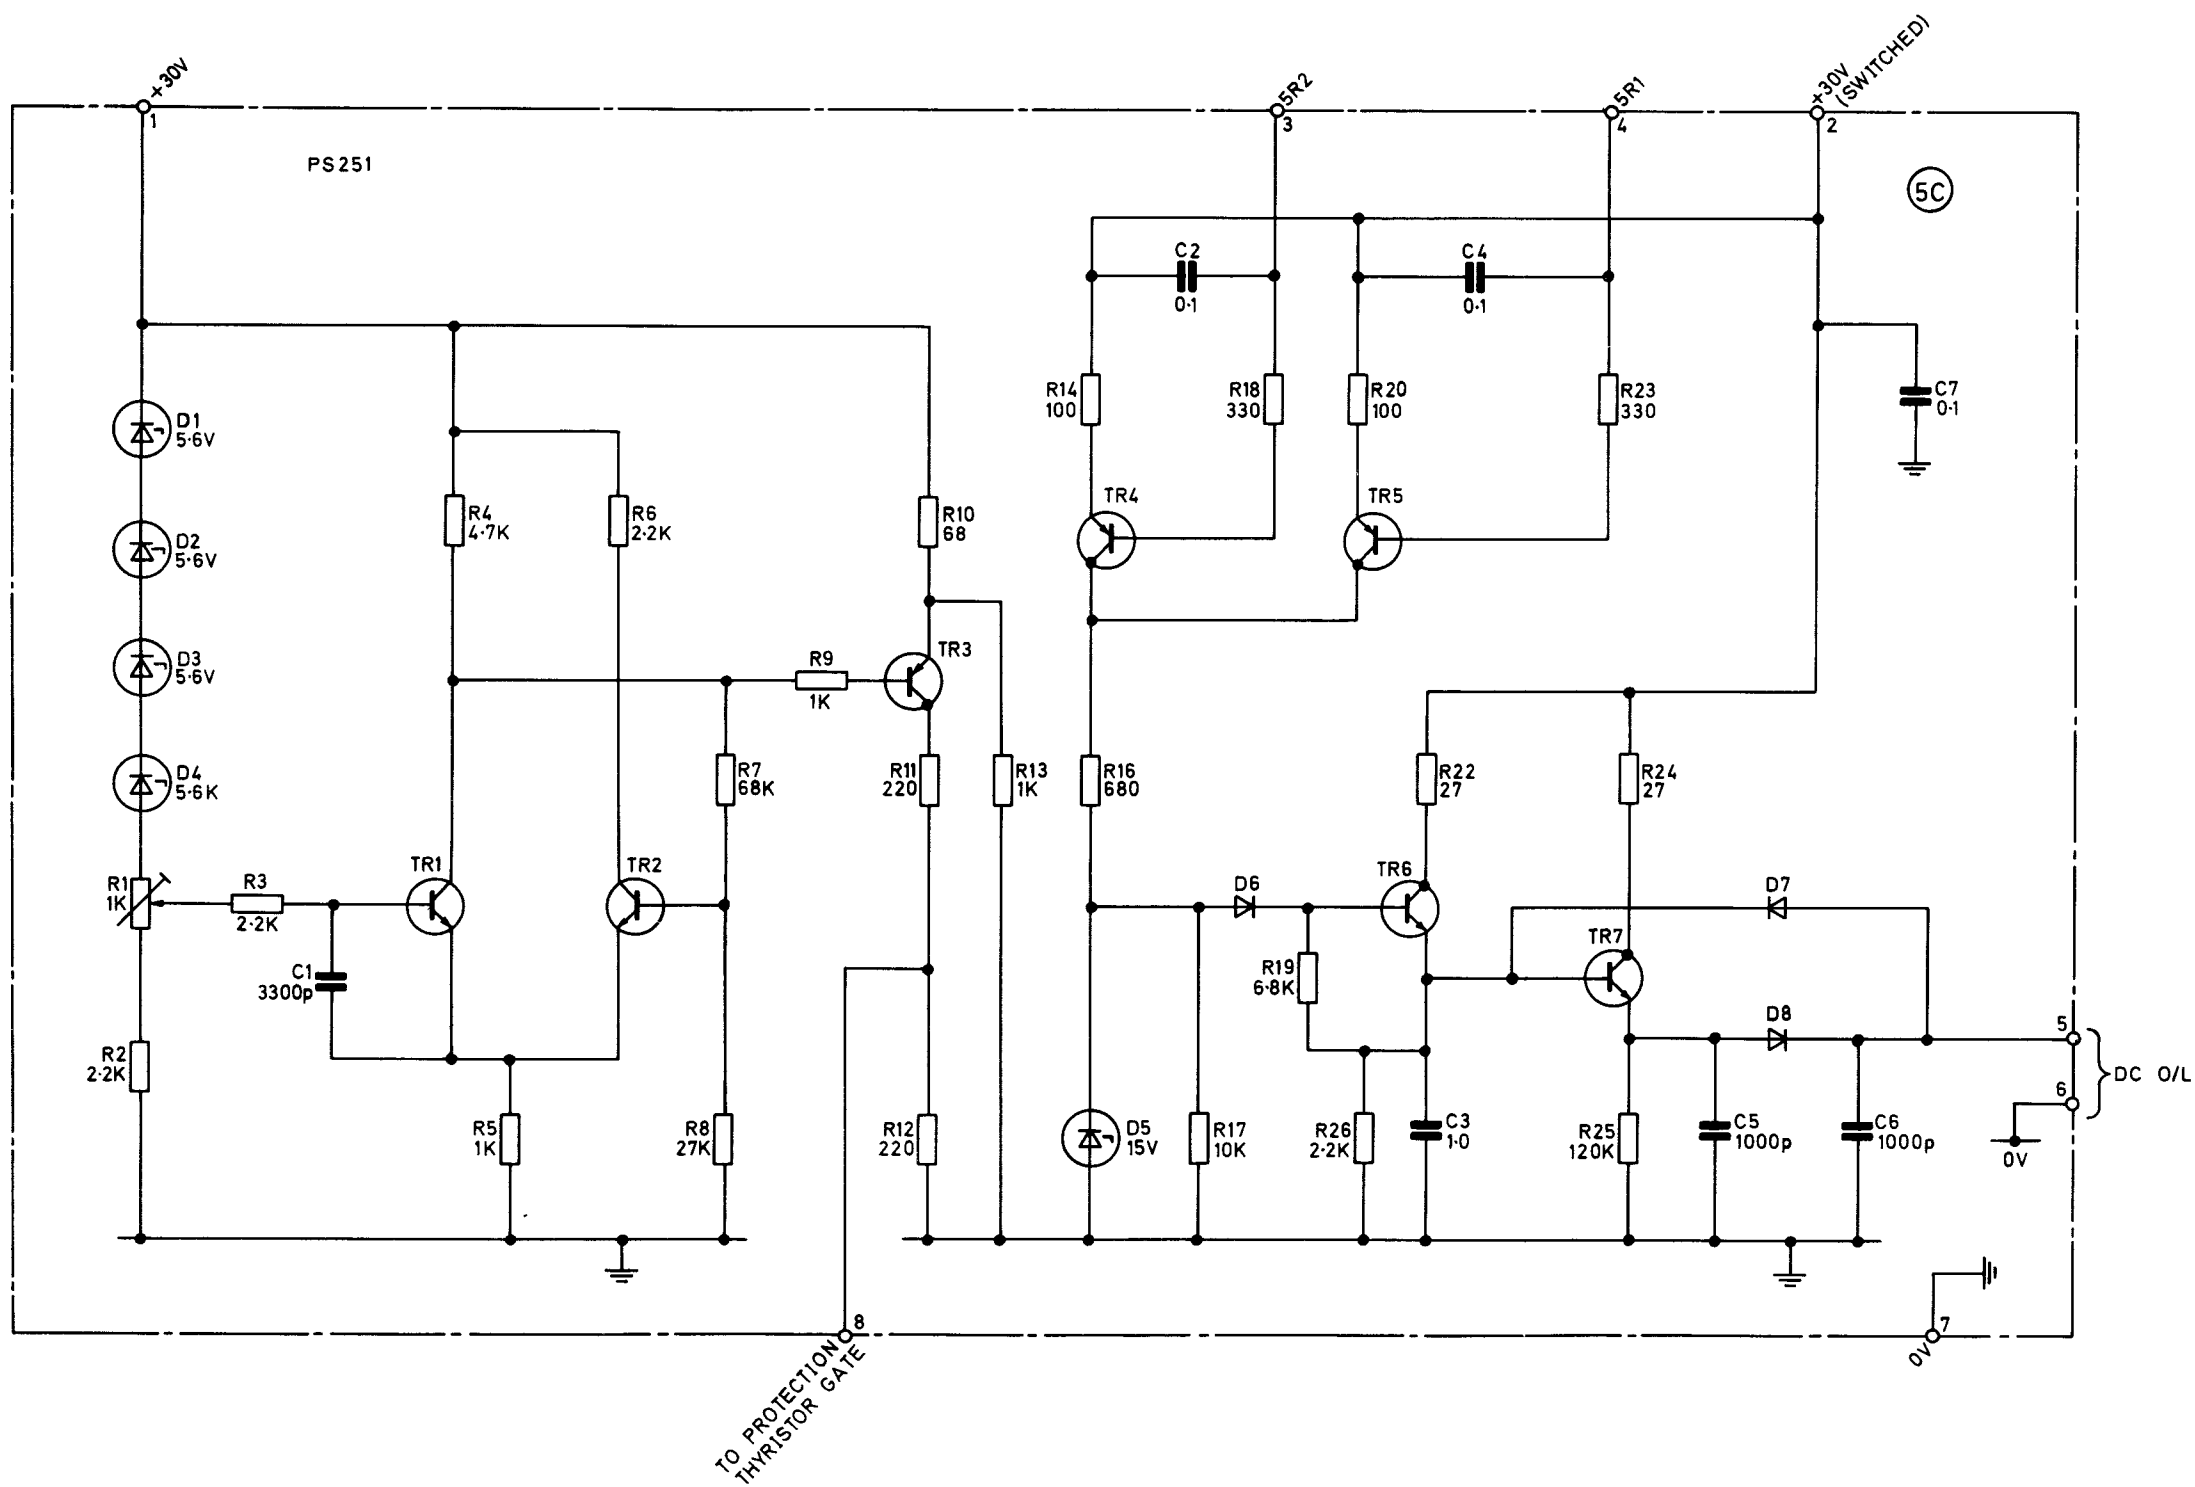 +30V
1
5R2
3
5R1
4
+30V
(SWITCHED)
2
PS251
5C
C2
0·1
C4
0·1
R14
100
R18
330
R20
100
R23
330
C7
0·1
D1
5·6V
D2
5·6V
D3
5·6V
D4
5·6K
R4
4·7K
R6
2·2K
R10
68
TR4
TR5
TR3
R9
1K
R7
68K
R11
220
R13
1K
R16
680
R22
27
R24
27
R1
1K
R3
2·2K
TR1
TR2
D6
TR6
D7
TR7
C1
3300p
R19
6·8K
D8
5
6
DC O/L
0V
R2
2·2K
R5
1K
R8
27K
R12
220
D5
15V
R17
10K
R26
2·2K
C3
1·0
R25
120K
C5
1000p
C6
1000p
8
TO PROTECTION
THYRISTOR GATE
7
0V